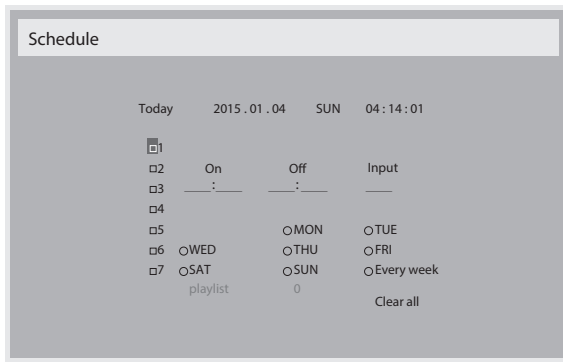 Schedule
Today 2015 . 01 . 04 SUN 04 : 14 : 01
1
2 On Off Input
3 ____:____ ____:____ ____
4
5 MON TUE
6 WED THU FRI
7 SAT SUN Every week
playlist 0
Clear all